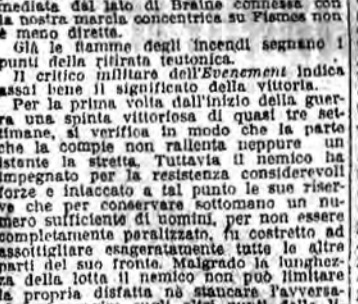 mediata dal lato di Braine connessa con
la nostra marcia concentrica su Fismes non
è meno diretta.
Già le fiamme degli incendi segnano i
punti della ritirata teutonica.
Il critico militare dell'Evenement indica
assai bene il significato della vittoria.
Per la prima volta dall'inizio della guer-
ra una spinta vittoriosa di quasi tre set-
timane, si verifica in modo che la parte
che la compie non rallenta neppure un
istente la stretta. Tuttavia il nemico ha
impegnato per la resistenza considerevoli
forze e intaccato a tal punto le sue riser-
ve che per conservare sottomano un nu-
mero sufficiente di uomini, per non essere
completamente paralizzato, fu costretto ad
assottigliare esageratamente tutte le altre
parti del suo fronte. Malgrado la lunghez-
za della lotta il nemico non può limitare
la propria disfatta nè stancare l'avversa-